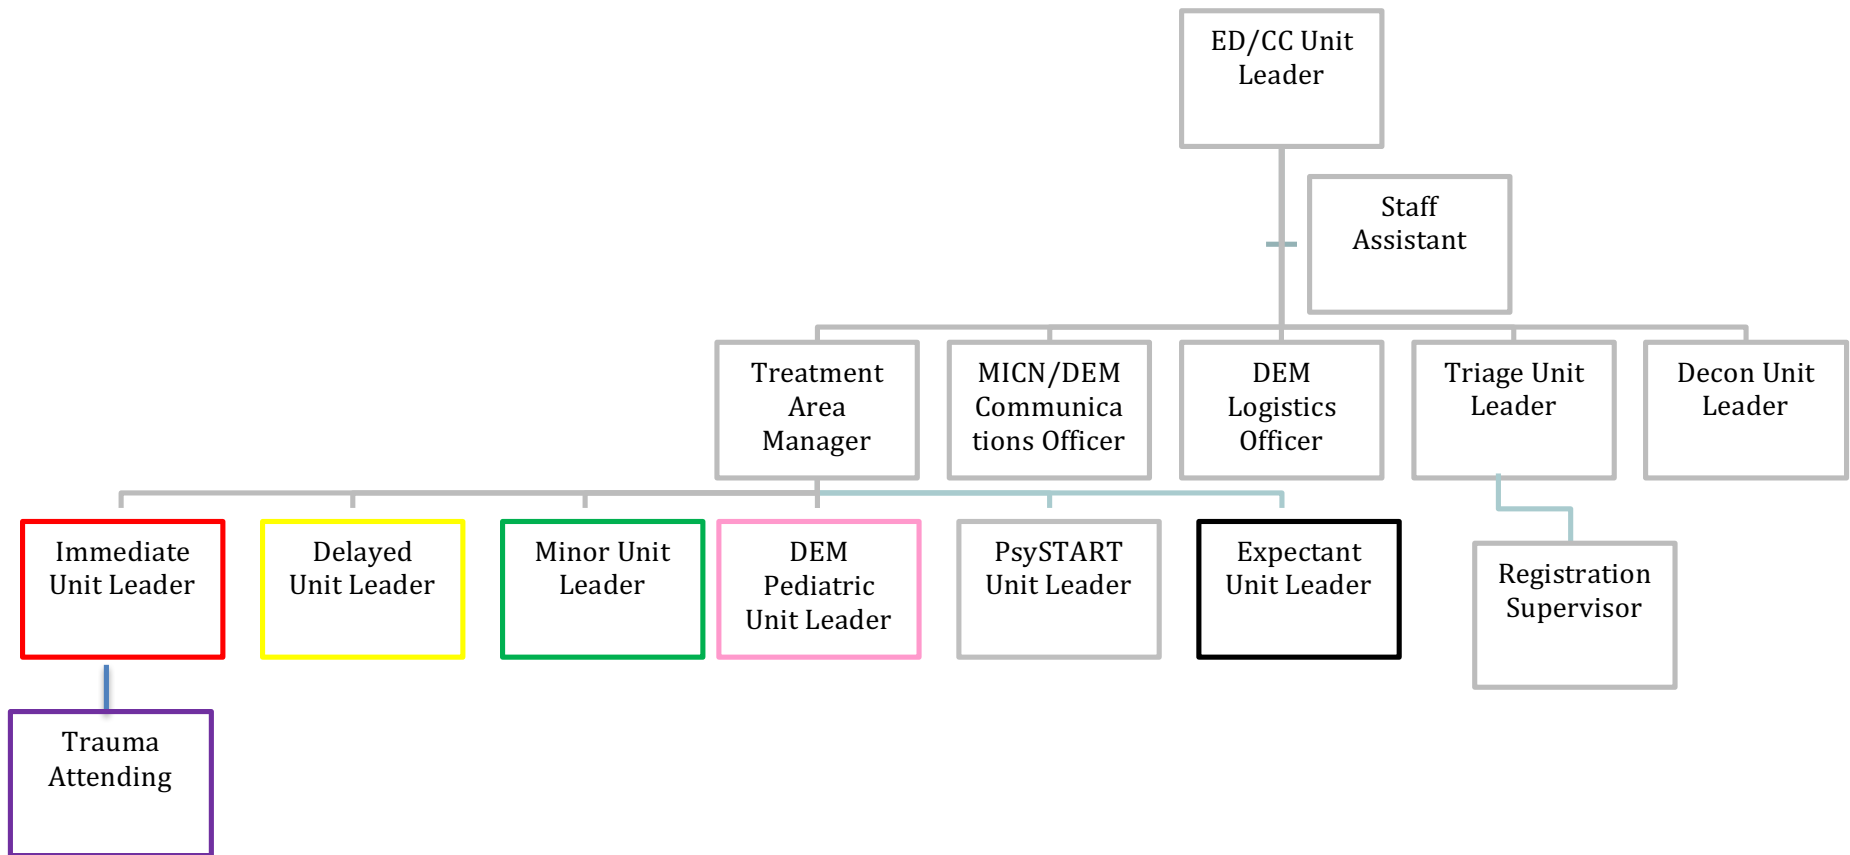 ED/CC Unit
Leader
Staff
Assistant
Treatment
Area
Manager
MICN/DEM
Communica
tions Officer
DEM
Logistics
Officer
Triage Unit
Leader
Decon Unit
Leader
Immediate
Unit Leader
Delayed
Unit Leader
Minor Unit
Leader
DEM
Pediatric
Unit Leader
PsySTART
Unit Leader
Expectant
Unit Leader
Registration
Supervisor
Trauma
Attending